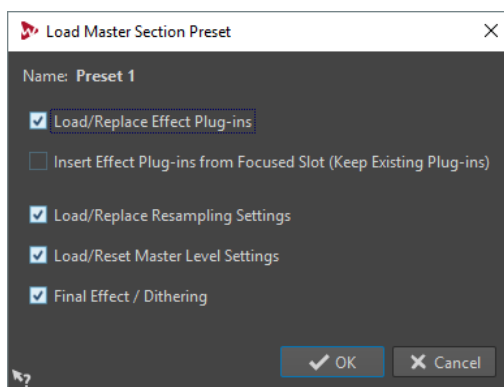 Load Master Section Preset
Name: Preset 1
Load/Replace Effect Plug-ins
Insert Effect Plug-ins from Focused Slot (Keep Existing Plug-ins)
Load/Replace Resampling Settings
Load/Reset Master Level Settings
Final Effect / Dithering
OK Cancel
?